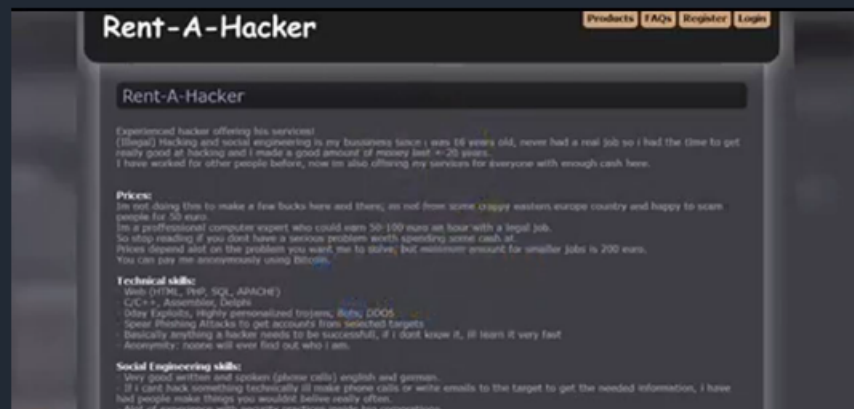 Rent-A-Hacker
Products FAQs Register Login
Rent-A-Hacker
Experienced hacker offering his services!
(Illegal) Hacking and social engineering is my bussiness since i was 16 years old, never had a real job so i had the time to get
really good at hacking and i made a good amount of money last +-20 years.
I have worked for other people before, now im also offering my services for everyone with enough cash here.
Prices:
Im not doing this to make a few bucks here and there, im not from some crappy eastern europe country and happy to scam
people for 50 euro.
Im a proffessional computer expert who could earn 50-100 euro an hour with a legal job.
So stop reading if you dont have a serious problem worth spending some cash at.
Prices depend alot on the problem you want me to solve, but minimum amount for smaller jobs is 200 euro.
You can pay me anonymously using Bitcoin.
Technical skills:
- Web (HTML, PHP, SQL, APACHE)
- C/C++, Assembler, Delphi
- 0day Exploits, Highly personalized trojans, Bots, DDOS
- Spear Phishing Attacks to get accounts from selected targets
- Basically anything a hacker needs to be successfull, if i dont know it, ill learn it very fast
- Anonymity: noone will ever find out who i am.
Social Engineering skills:
- Very good written and spoken (phone calls) english and german.
- If i cant hack something technically ill make phone calls or write emails to the target to get the needed information, i have
had people make things you wouldnt belive really often.